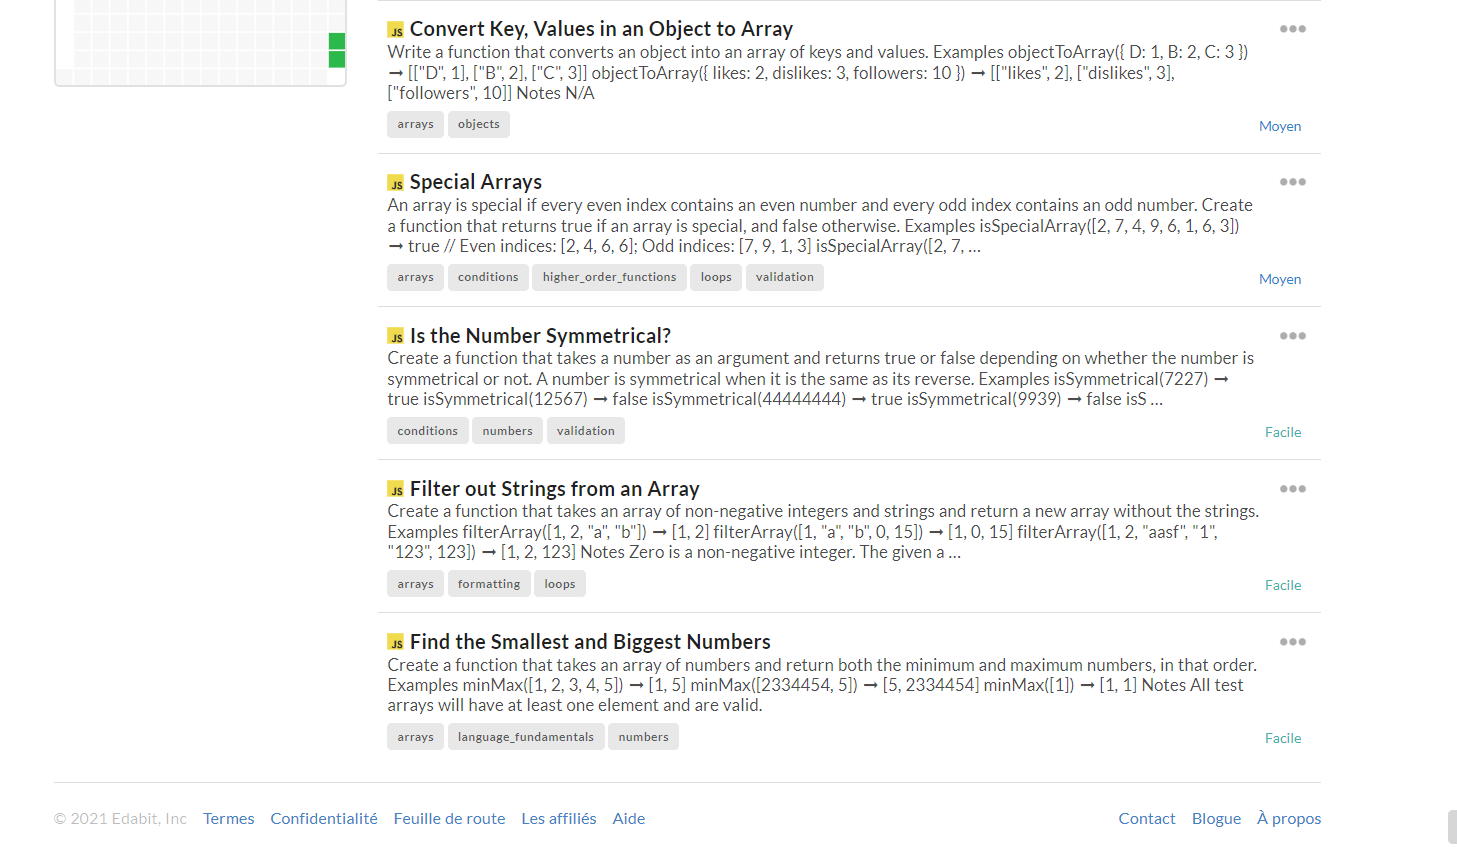 JS Convert Key, Values in an Object to Array
Write a function that converts an object into an array of keys and values. Examples objectToArray({ D: 1, B: 2, C: 3 })
→ [["D", 1], ["B", 2], ["C", 3]] objectToArray({ likes: 2, dislikes: 3, followers: 10 }) → [["likes", 2], ["dislikes", 3],
["followers", 10]] Notes N/A
arrays objects
Moyen
JS Special Arrays
An array is special if every even index contains an even number and every odd index contains an odd number. Create
a function that returns true if an array is special, and false otherwise. Examples isSpecialArray([2, 7, 4, 9, 6, 1, 6, 3])
→ true // Even indices: [2, 4, 6, 6]; Odd indices: [7, 9, 1, 3] isSpecialArray([2, 7, ...
arrays conditions higher_order_functions loops validation
Moyen
JS Is the Number Symmetrical?
Create a function that takes a number as an argument and returns true or false depending on whether the number is
symmetrical or not. A number is symmetrical when it is the same as its reverse. Examples isSymmetrical(7227) →
true isSymmetrical(12567) → false isSymmetrical(44444444) → true isSymmetrical(9939) → false isS ...
conditions numbers validation
Facile
JS Filter out Strings from an Array
Create a function that takes an array of non-negative integers and strings and return a new array without the strings.
Examples filterArray([1, 2, "a", "b"]) → [1, 2] filterArray([1, "a", "b", 0, 15]) → [1, 0, 15] filterArray([1, 2, "aasf", "1",
"123", 123]) → [1, 2, 123] Notes Zero is a non-negative integer. The given a ...
arrays formatting loops
Facile
JS Find the Smallest and Biggest Numbers
Create a function that takes an array of numbers and return both the minimum and maximum numbers, in that order.
Examples minMax([1, 2, 3, 4, 5]) → [1, 5] minMax([2334454, 5]) → [5, 2334454] minMax([1]) → [1, 1] Notes All test
arrays will have at least one element and are valid.
arrays language_fundamentals numbers
Facile
© 2021 Edabit, Inc Termes Confidentialité Feuille de route Les affiliés Aide Contact Blogue À propos